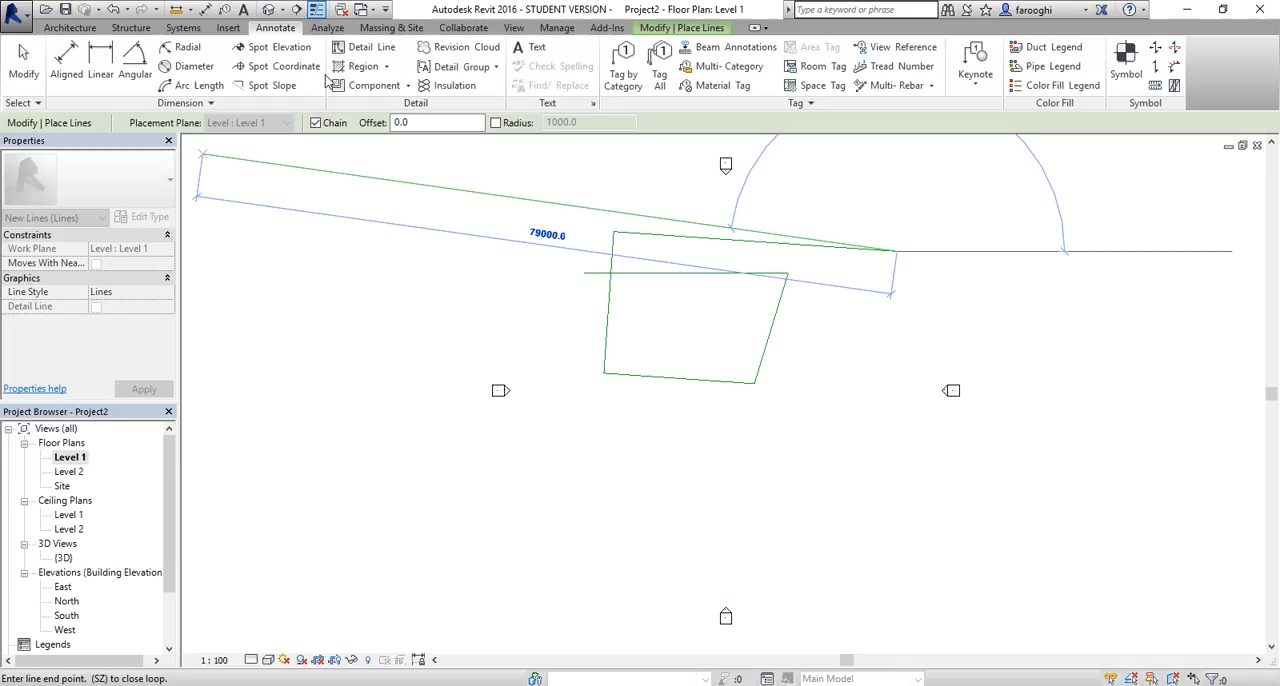 Autodesk Revit 2016 - STUDENT VERSION - Project2 - Floor Plan: Level 1
Type a keyword or phrase
farooghi
Architecture Structure Systems Insert Annotate Analyze Massing & Site Collaborate View Manage Add-Ins Modify | Place Lines
Modify
Aligned Linear Angular
Radial
Diameter
Arc Length
Spot Elevation
Spot Coordinate
Spot Slope
Detail Line
Region
Component
Revision Cloud
Detail Group
Insulation
A Text
Check Spelling
Find/ Replace
Tag by Category
Tag All
Beam Annotations
Multi- Category
Material Tag
Area Tag
Room Tag
Space Tag
View Reference
Tread Number
Multi- Rebar
Keynote
Duct Legend
Pipe Legend
Color Fill Legend
Symbol
Select Dimension Detail Text Tag Color Fill Symbol
Modify | Place Lines Placement Plane: Level : Level 1 Chain Offset: 0.0 Radius: 1000.0
Properties
New Lines (Lines) Edit Type
Constraints
Work Plane Level : Level 1
Moves With Nea...
Graphics
Line Style Lines
Detail Line
Properties help Apply
Project Browser - Project2
Views (all)
Floor Plans
Level 1
Level 2
Site
Ceiling Plans
Level 1
Level 2
3D Views
{3D}
Elevations (Building Elevation
East
North
South
West
Legends
79000.0
1 : 100
Enter line end point. (SZ) to close loop.
:0
Main Model
:0